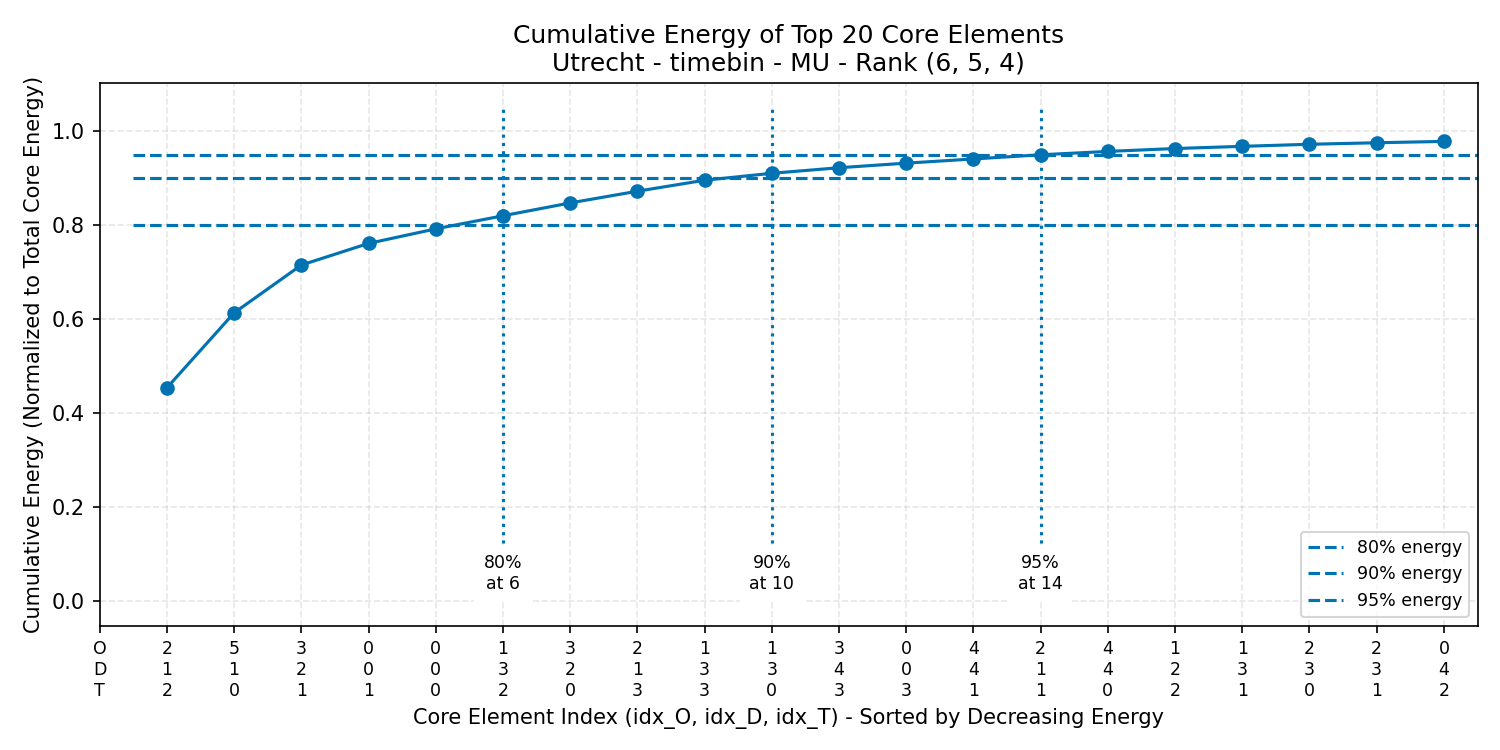 Cumulative Energy of Top 20 Core Elements
Utrecht - timebin - MU - Rank (6, 5, 4)
Cumulative Energy (Normalized to Total Core Energy)
1.0
0.8
0.6
0.4
0.2
0.0
80%
at 6
90%
at 10
95%
at 14
80% energy
90% energy
95% energy
O 2 5 3 0 0 1 3 2 1 1 3 0 4 2 4 1 1 2 2 0
D 1 1 2 0 0 3 2 1 3 3 4 0 4 1 4 2 3 3 3 4
T 2 0 1 1 0 2 0 3 3 0 3 3 1 1 0 2 1 0 1 2
Core Element Index (idx_O, idx_D, idx_T) - Sorted by Decreasing Energy